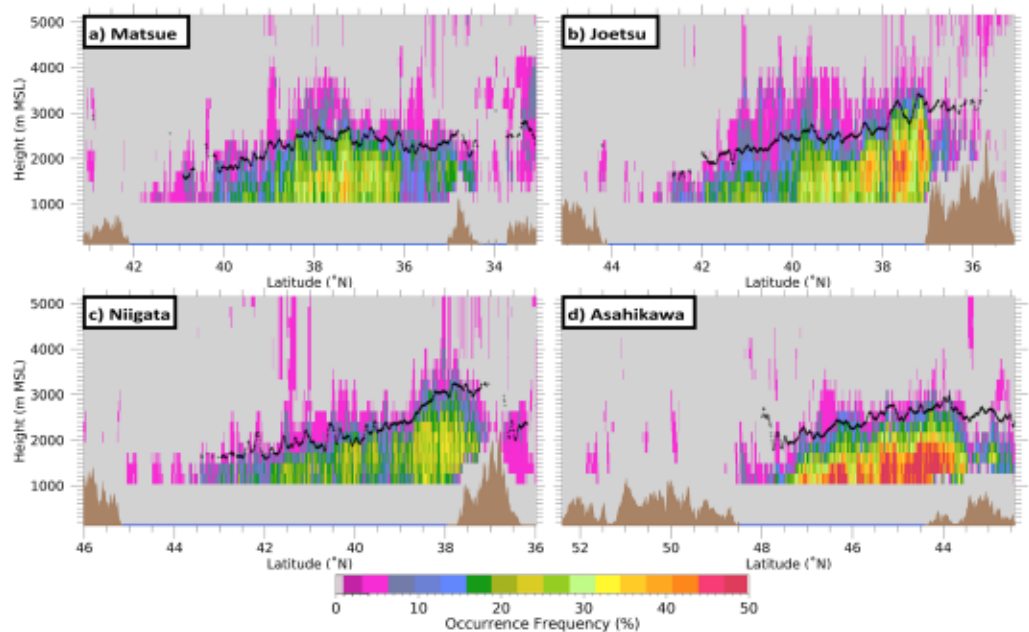 a) Matsue
b) Joetsu
Height (m MSL)
5000
4000
3000
2000
1000
42 40 38 36 34
Latitude (˚N)
44 42 40 38 36
Latitude (˚N)
c) Niigata
d) Asahikawa
Height (m MSL)
5000
4000
3000
2000
1000
46 44 42 40 38 36
Latitude (˚N)
52 50 48 46 44
Latitude (˚N)
0 10 20 30 40 50
Occurrence Frequency (%)